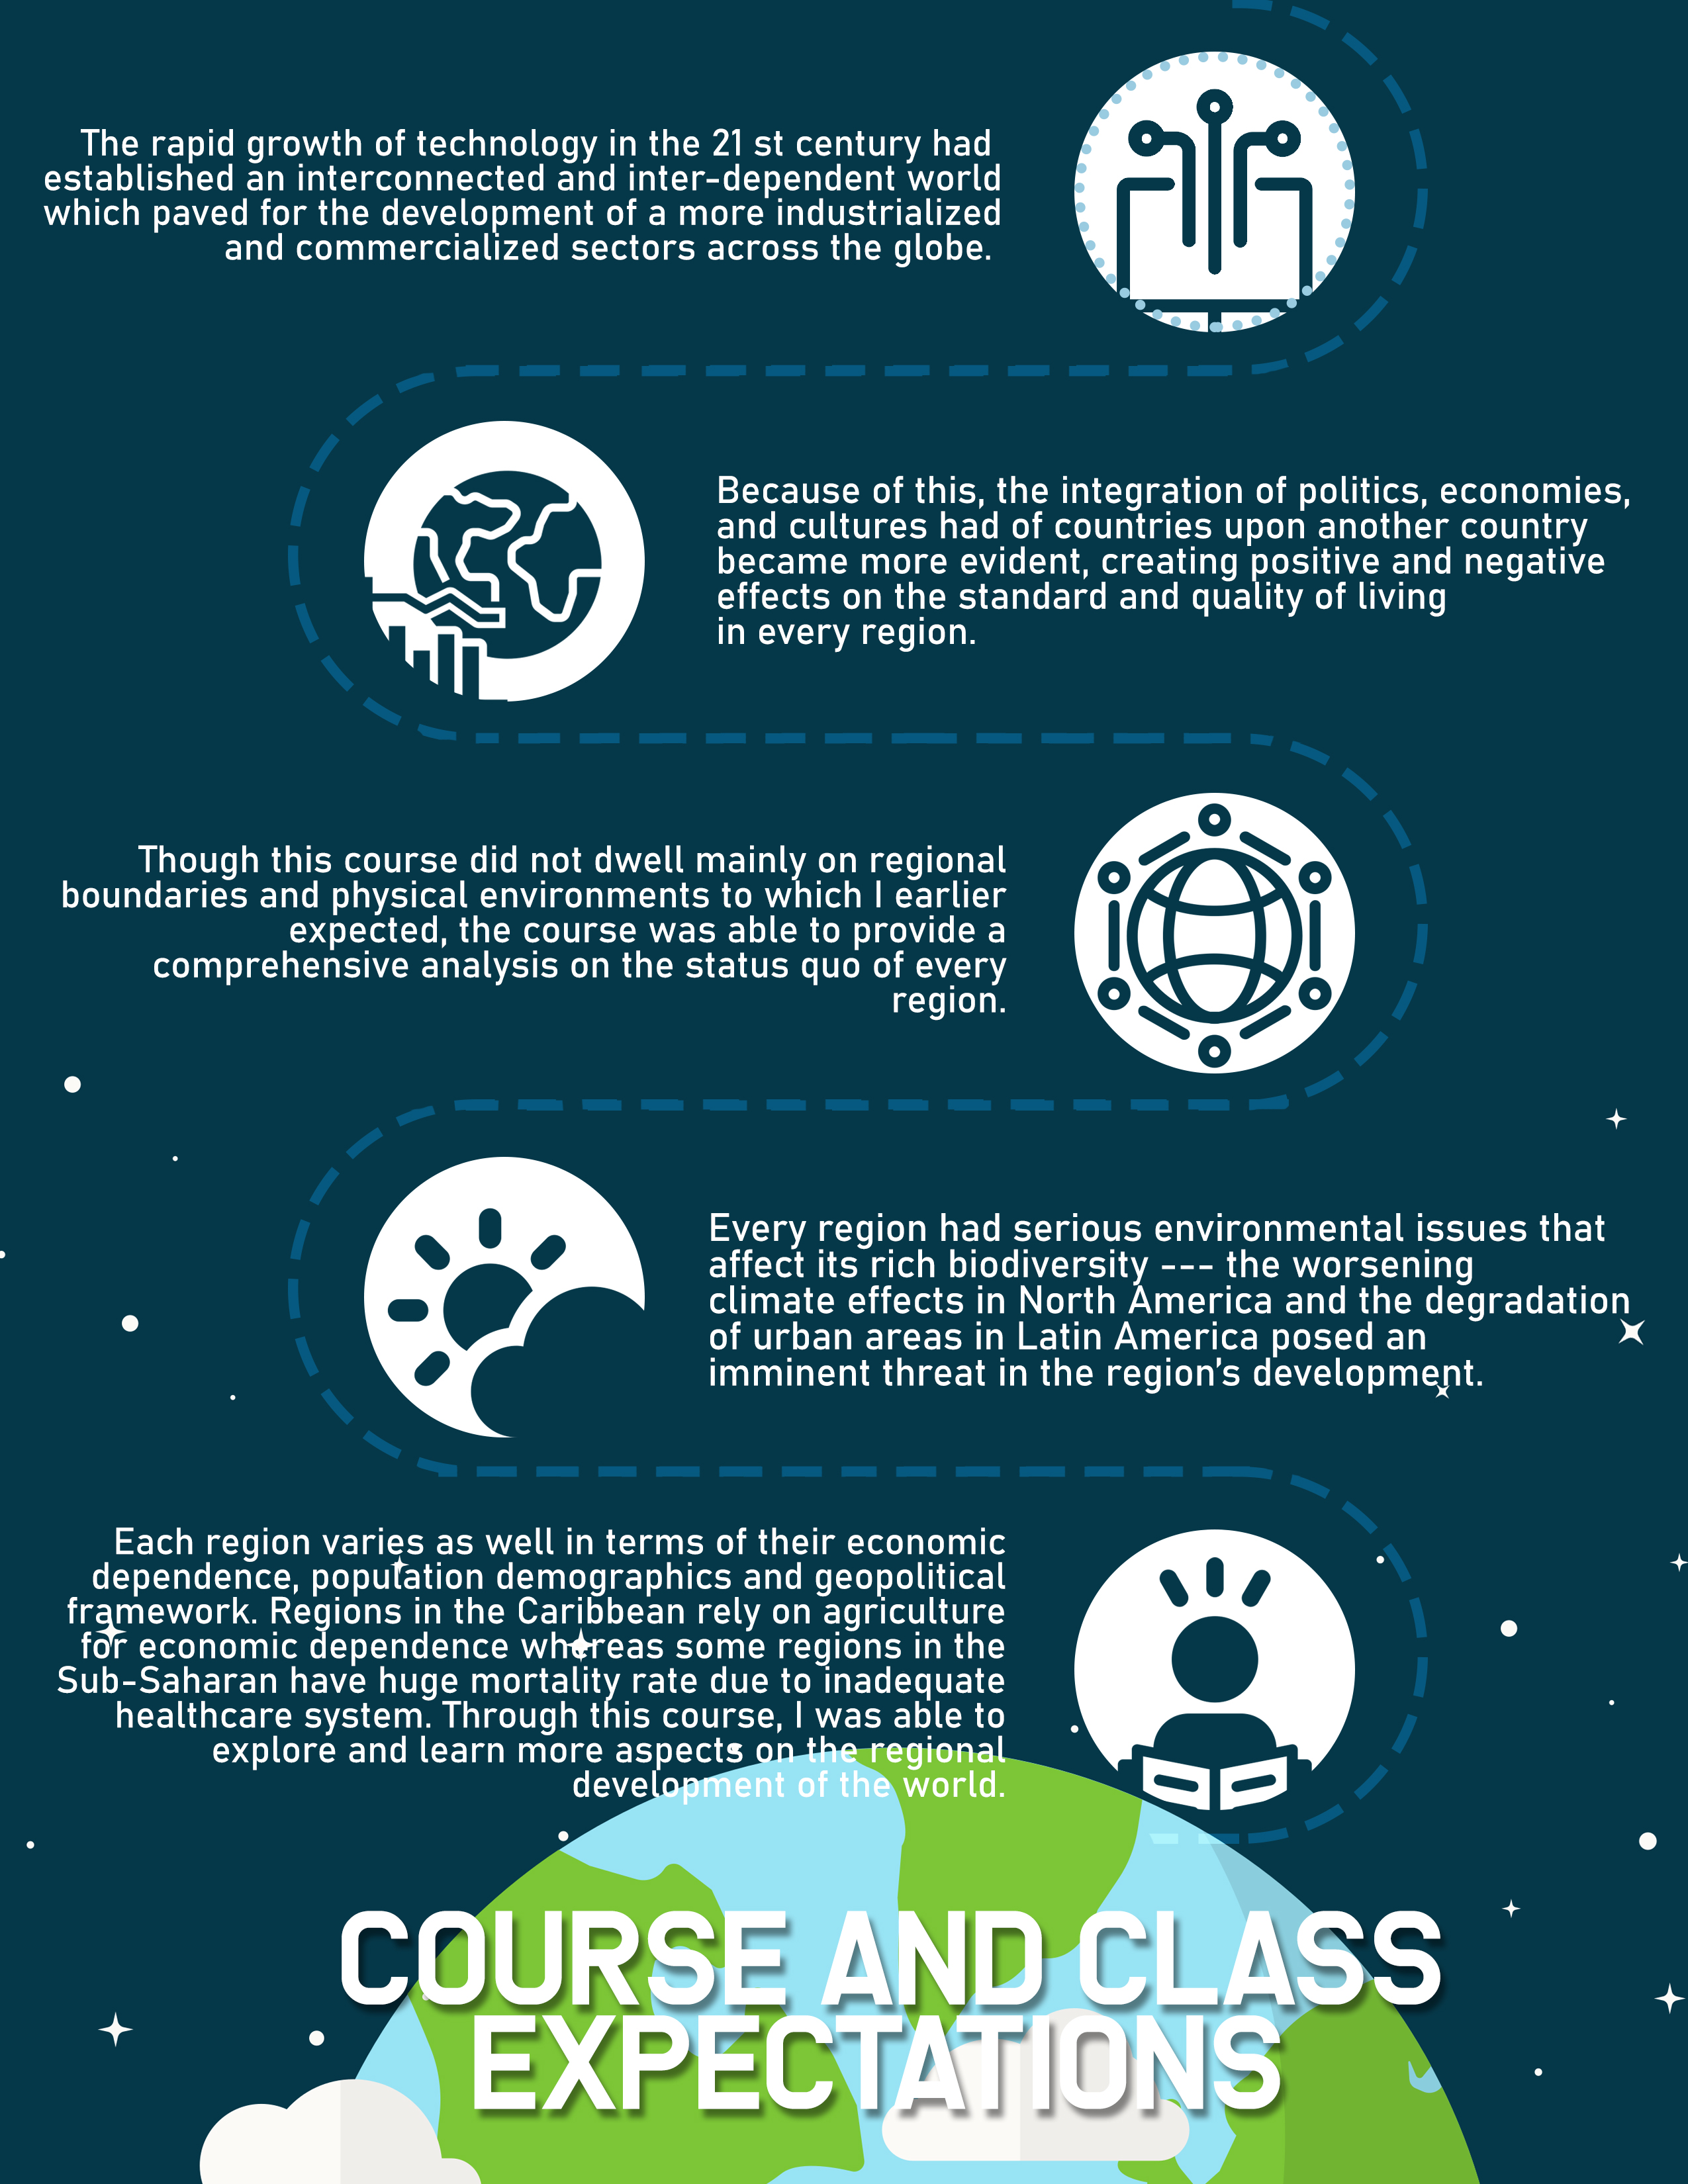 The rapid growth of technology in the 21 st century had
established an interconnected and inter-dependent world
which paved for the development of a more industrialized
and commercialized sectors across the globe.
Because of this, the integration of politics, economies,
and cultures had of countries upon another country
became more evident, creating positive and negative
effects on the standard and quality of living
in every region.
Though this course did not dwell mainly on regional
boundaries and physical environments to which I earlier
expected, the course was able to provide a
comprehensive analysis on the status quo of every
region.
Every region had serious environmental issues that
affect its rich biodiversity --- the worsening
climate effects in North America and the degradation
of urban areas in Latin America posed an
imminent threat in the region's development.
Each region varies as well in terms of their economic
dependence, population demographics and geopolitical
framework. Regions in the Caribbean rely on agriculture
for economic dependence whereas some regions in the
Sub-Saharan have huge mortality rate due to inadequate
healthcare system. Through this course, I was able to
explore and learn more aspects on the regional
development of the world.
COURSE AND CLASS
EXPECTATIONS